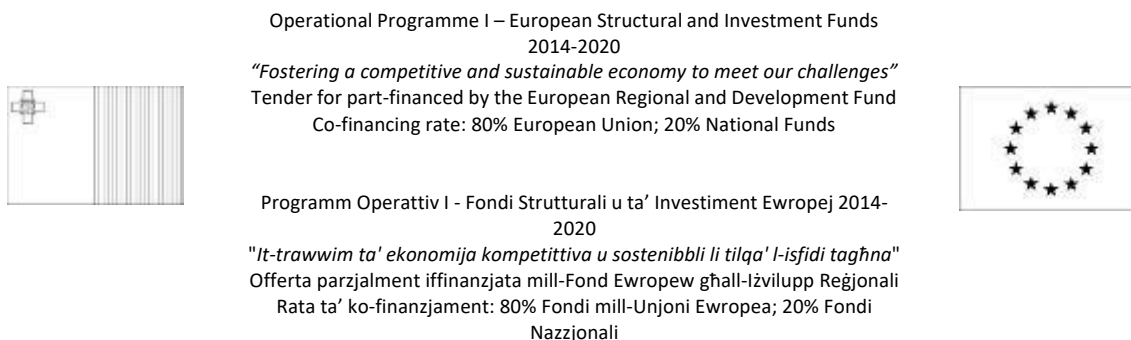 Operational Programme I – European Structural and Investment Funds
2014-2020
“Fostering a competitive and sustainable economy to meet our challenges”
Tender for part-financed by the European Regional and Development Fund
Co-financing rate: 80% European Union; 20% National Funds
Programm Operattiv I - Fondi Strutturali u ta’ Investiment Ewropej 2014-
2020
"It-trawwim ta' ekonomija kompetittiva u sostenibbli li tilqa' l-isfidi tagħna"
Offerta parzjalment iffinanzjata mill-Fond Ewropew għall-Iżvilupp Reġjonali
Rata ta’ ko-finanzjament: 80% Fondi mill-Unjoni Ewropea; 20% Fondi
Nazzjonali